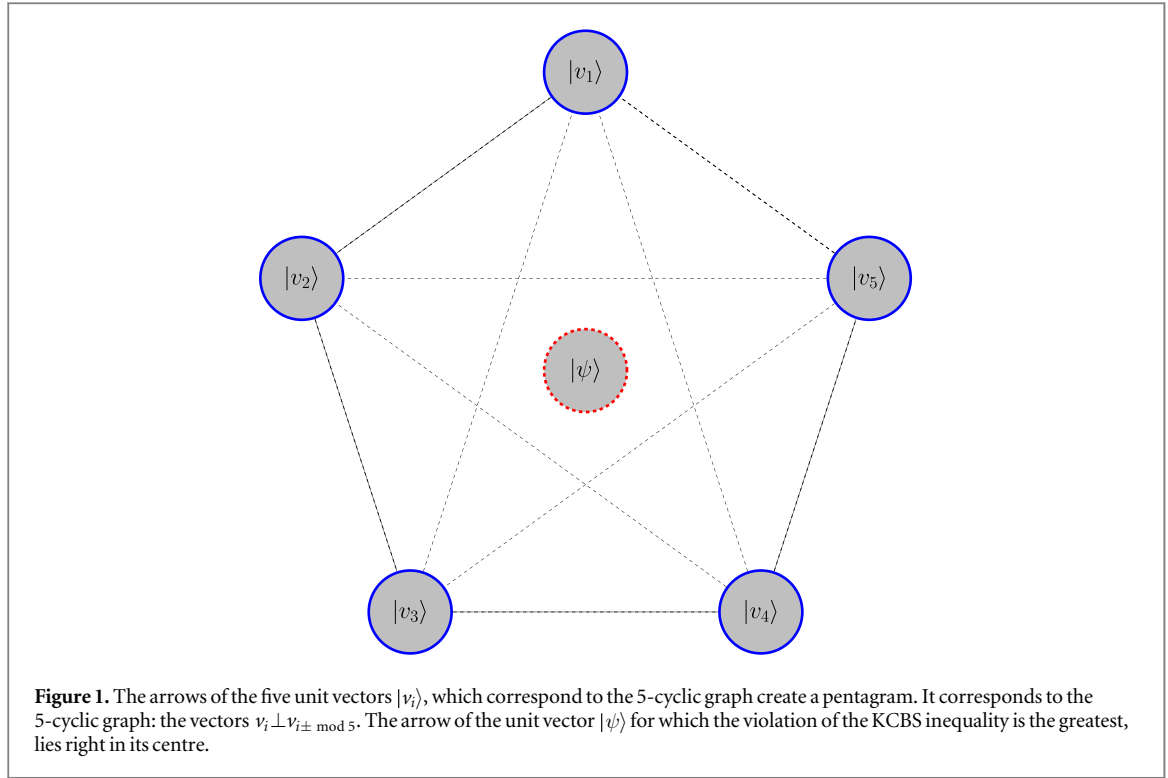 |v₁⟩
|v₂⟩
|v₅⟩
|ψ⟩
|v₃⟩
|v₄⟩
Figure 1. The arrows of the five unit vectors |vᵢ⟩, which correspond to the 5-cyclic graph create a pentagram. It corresponds to the
5-cyclic graph: the vectors vᵢ⊥vᵢ± mod 5. The arrow of the unit vector |ψ⟩ for which the violation of the KCBS inequality is the greatest,
lies right in its centre.